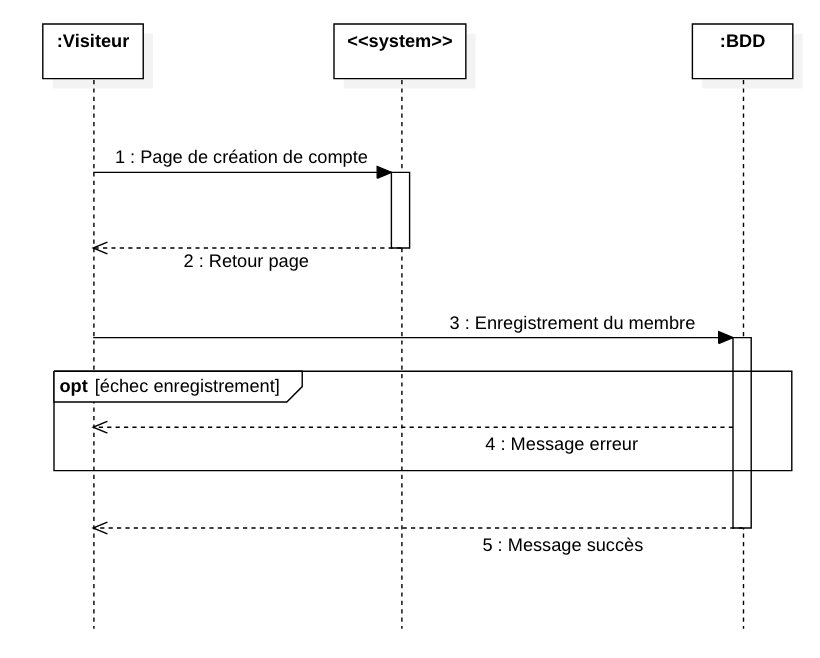 :Visiteur
<<system>>
:BDD
1 : Page de création de compte
2 : Retour page
3 : Enregistrement du membre
opt [échec enregistrement]
4 : Message erreur
5 : Message succès